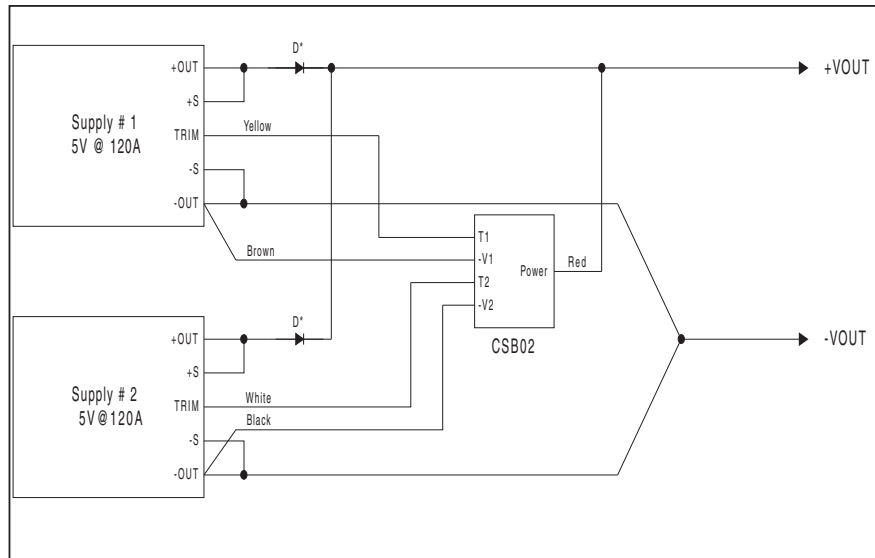 D*
+OUT
+VOUT
+S
Supply # 1
5V @ 120A
TRIM
Yellow
-S
-OUT
T1
Brown
-V1
Power
Red
T2
-V2
CSB02
D*
+OUT
-VOUT
+S
Supply # 2
5V@120A
TRIM
White
Black
-S
-OUT